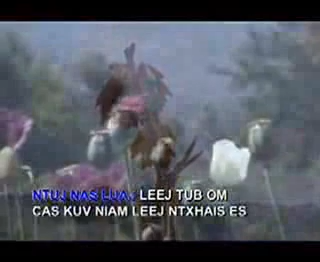 NTUJ NAS LUA., LEEJ TUB OM
CAS KUV NIAM LEEJ NTXHAIS ES